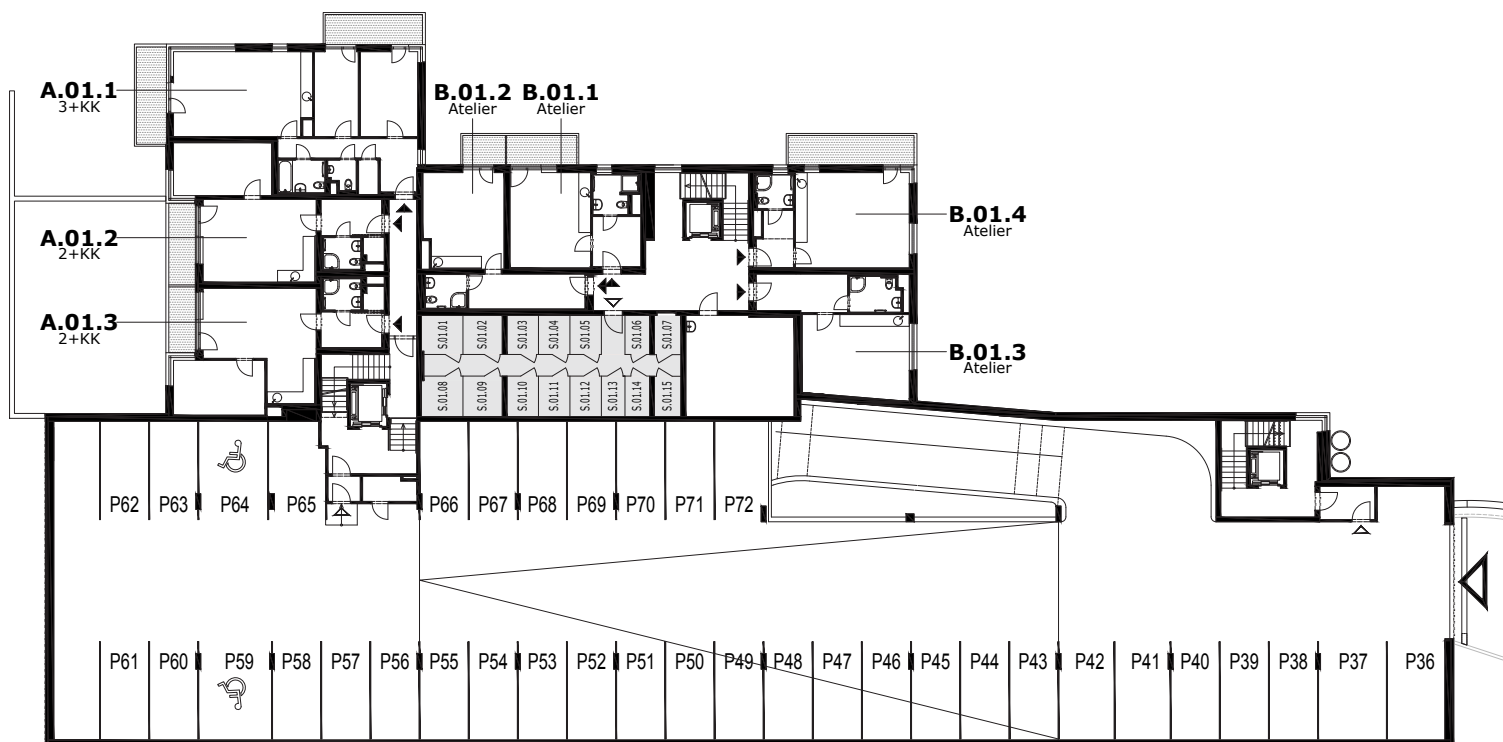 A.01.1
3+KK
B.01.2
Atelier
B.01.1
Atelier
A.01.2
2+KK
B.01.4
Atelier
A.01.3
2+KK
B.01.3
Atelier
S.01.01
S.01.02
S.01.03
S.01.04
S.01.05
S.01.06
S.01.07
S.01.08
S.01.09
S.01.10
S.01.11
S.01.12
S.01.13
S.01.14
S.01.15
P62 P63 P64 P65 P66 P67 P68 P69 P70 P71 P72
P61 P60 P59 P58 P57 P56 P55 P54 P53 P52 P51 P50 P49 P48 P47 P46 P45 P44 P43 P42 P41 P40 P39 P38 P37 P36